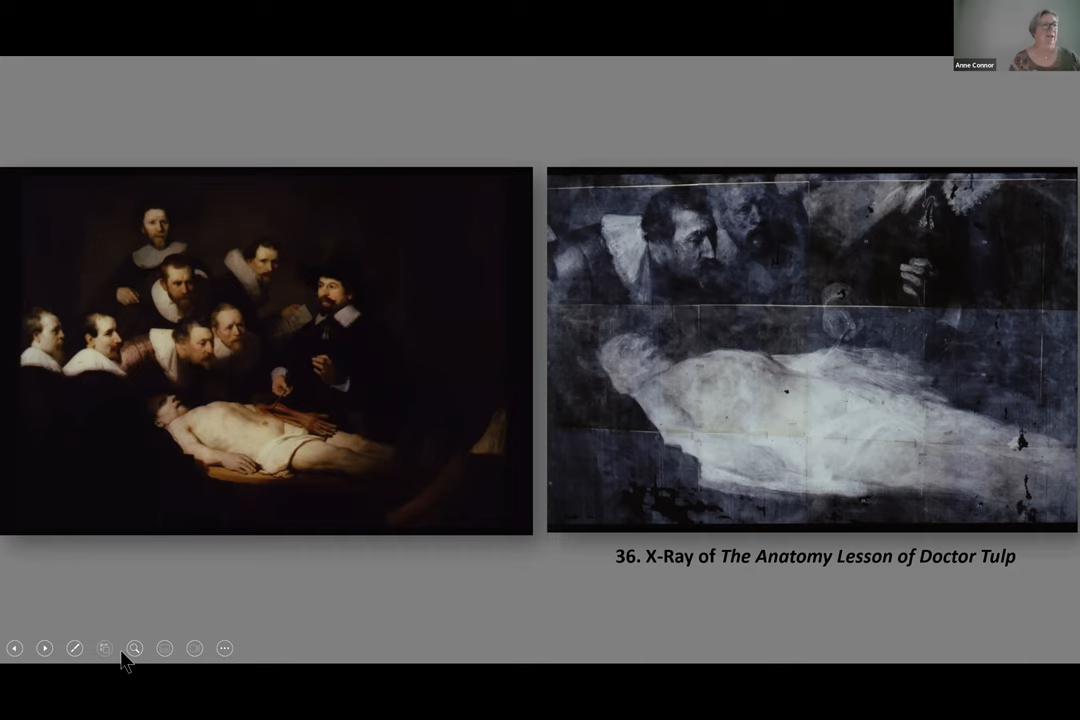 Anne Connor
36. X-Ray of The Anatomy Lesson of Doctor Tulp